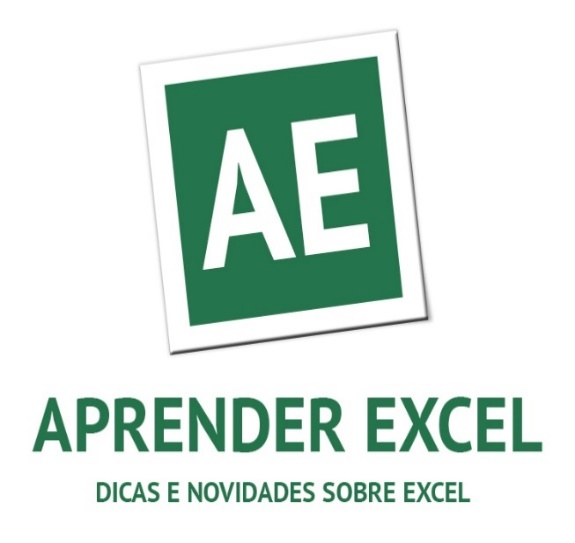 AE
APRENDER EXCEL
DICAS E NOVIDADES SOBRE EXCEL